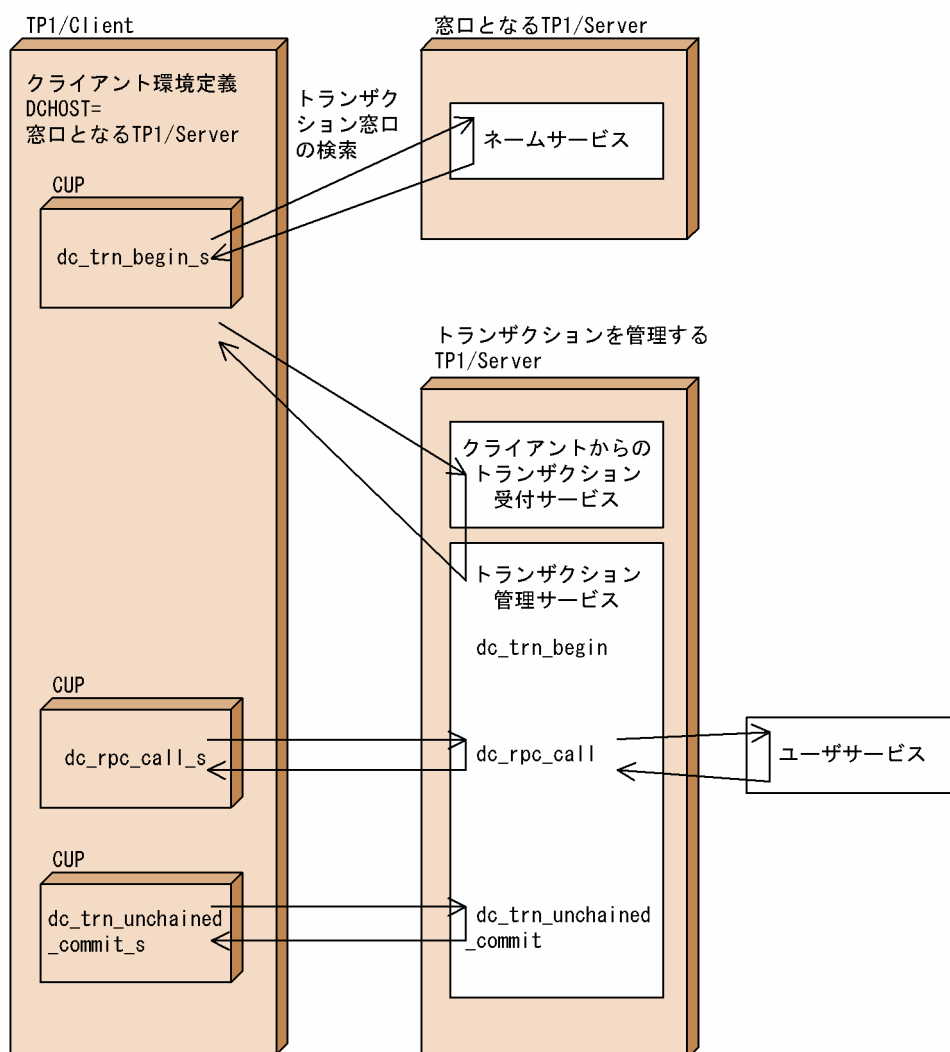 TP1/Client
クライアント環境定義
DCHOST=
窓口となるTP1/Server
CUP
dc_trn_begin_s
トランザク
ション窓口
の検索
窓口となるTP1/Server
ネームサービス
トランザクションを管理する
TP1/Server
クライアントからの
トランザクション
受付サービス
トランザクション
管理サービス
dc_trn_begin
CUP
dc_rpc_call_s
dc_rpc_call
ユーザサービス
CUP
dc_trn_unchained
_commit_s
dc_trn_unchained
_commit